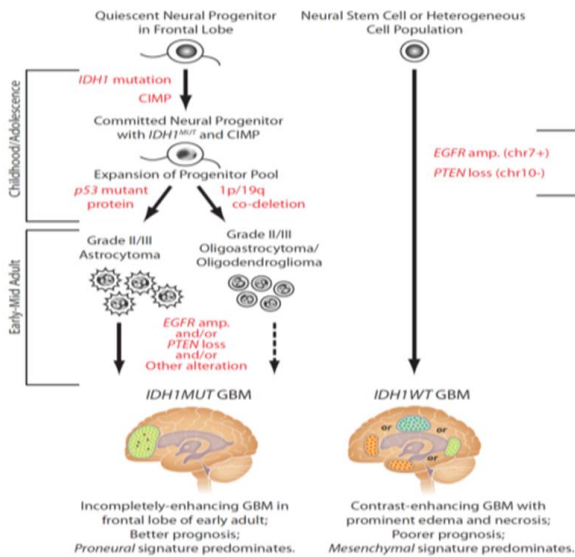 Quiescent Neural Progenitor
in Frontal Lobe
Neural Stem Cell or Heterogeneous
Cell Population
Childhood/Adolescence
IDH1 mutation
CIMP
Committed Neural Progenitor
with IDH1MUT and CIMP
Expansion of Progenitor Pool
p53 mutant
protein
1p/19q
co-deletion
EGFR amp. (chr7+)
PTEN loss (chr10-)
Early-Mid Adult
Grade II/III
Astrocytoma
Grade II/III
Oligoastrocytoma/
Oligodendroglioma
EGFR amp.
and/or
PTEN loss
and/or
Other alteration
IDH1MUT GBM
IDH1WT GBM
or
or
or
Incompletely-enhancing GBM in
frontal lobe of early adult;
Better prognosis;
Proneural signature predominates.
Contrast-enhancing GBM with
prominent edema and necrosis;
Poorer prognosis;
Mesenchymal signature predominates.